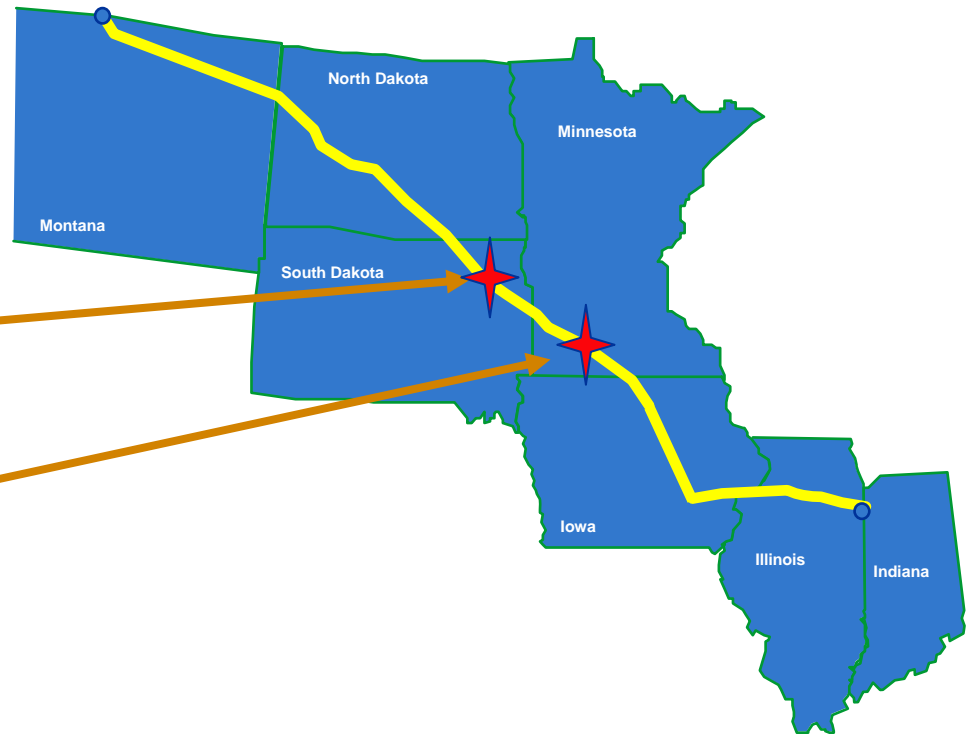 North Dakota
Minnesota
Montana
South Dakota
Iowa
Illinois
Indiana